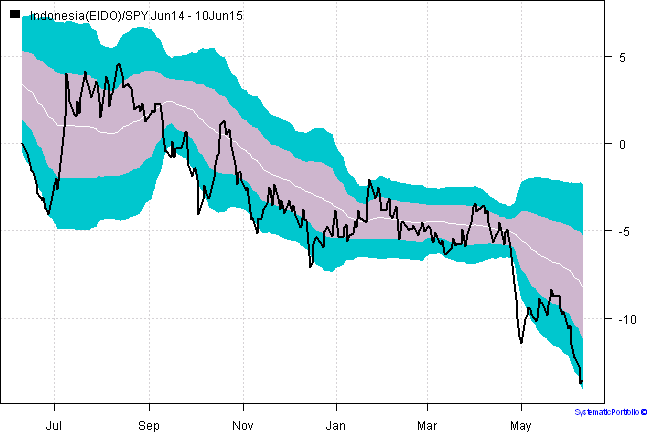 Indonesia(EIDO)/SPY Jun14 - 10Jun15
5
0
-5
-10
Jul Sep Nov Jan Mar May
SystematicPortfolio ©